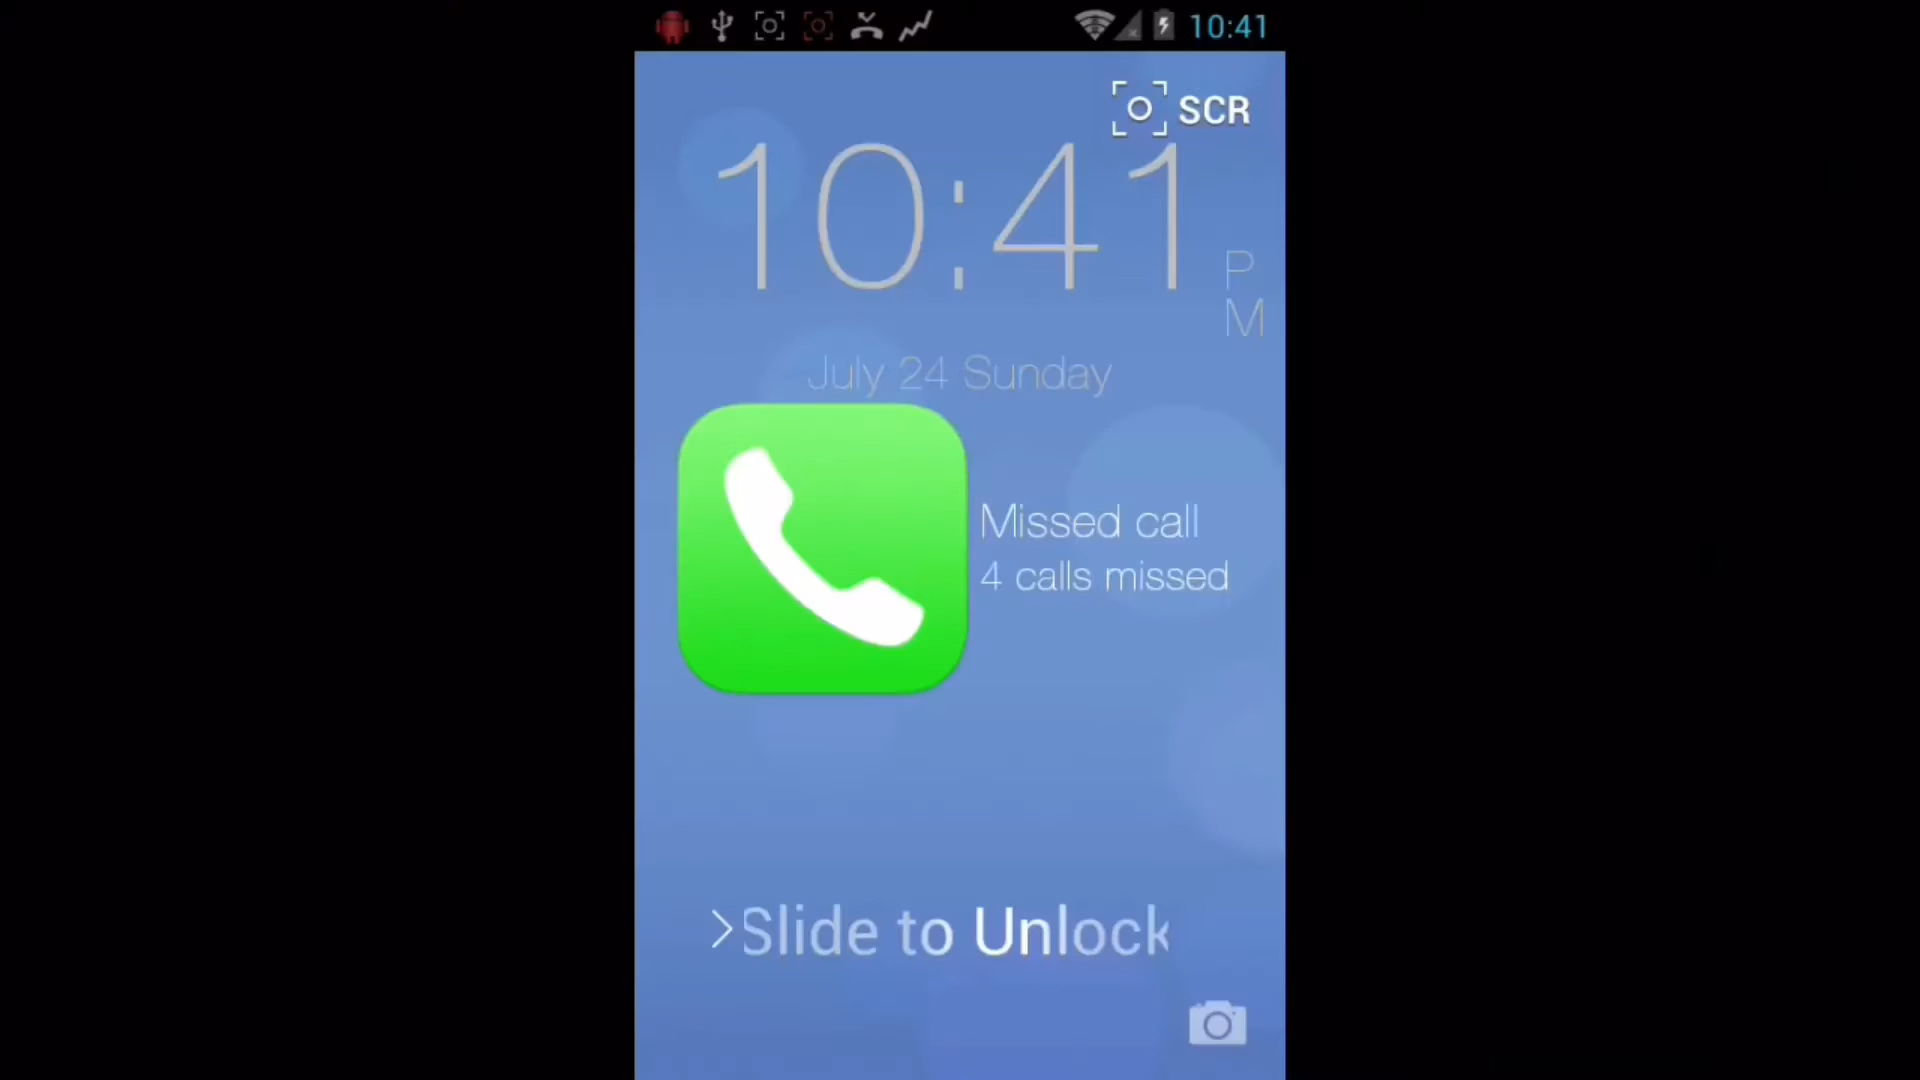 10:41
SCR
10:41
P
M
July 24 Sunday
Missed call
4 calls missed
Slide to Unlock